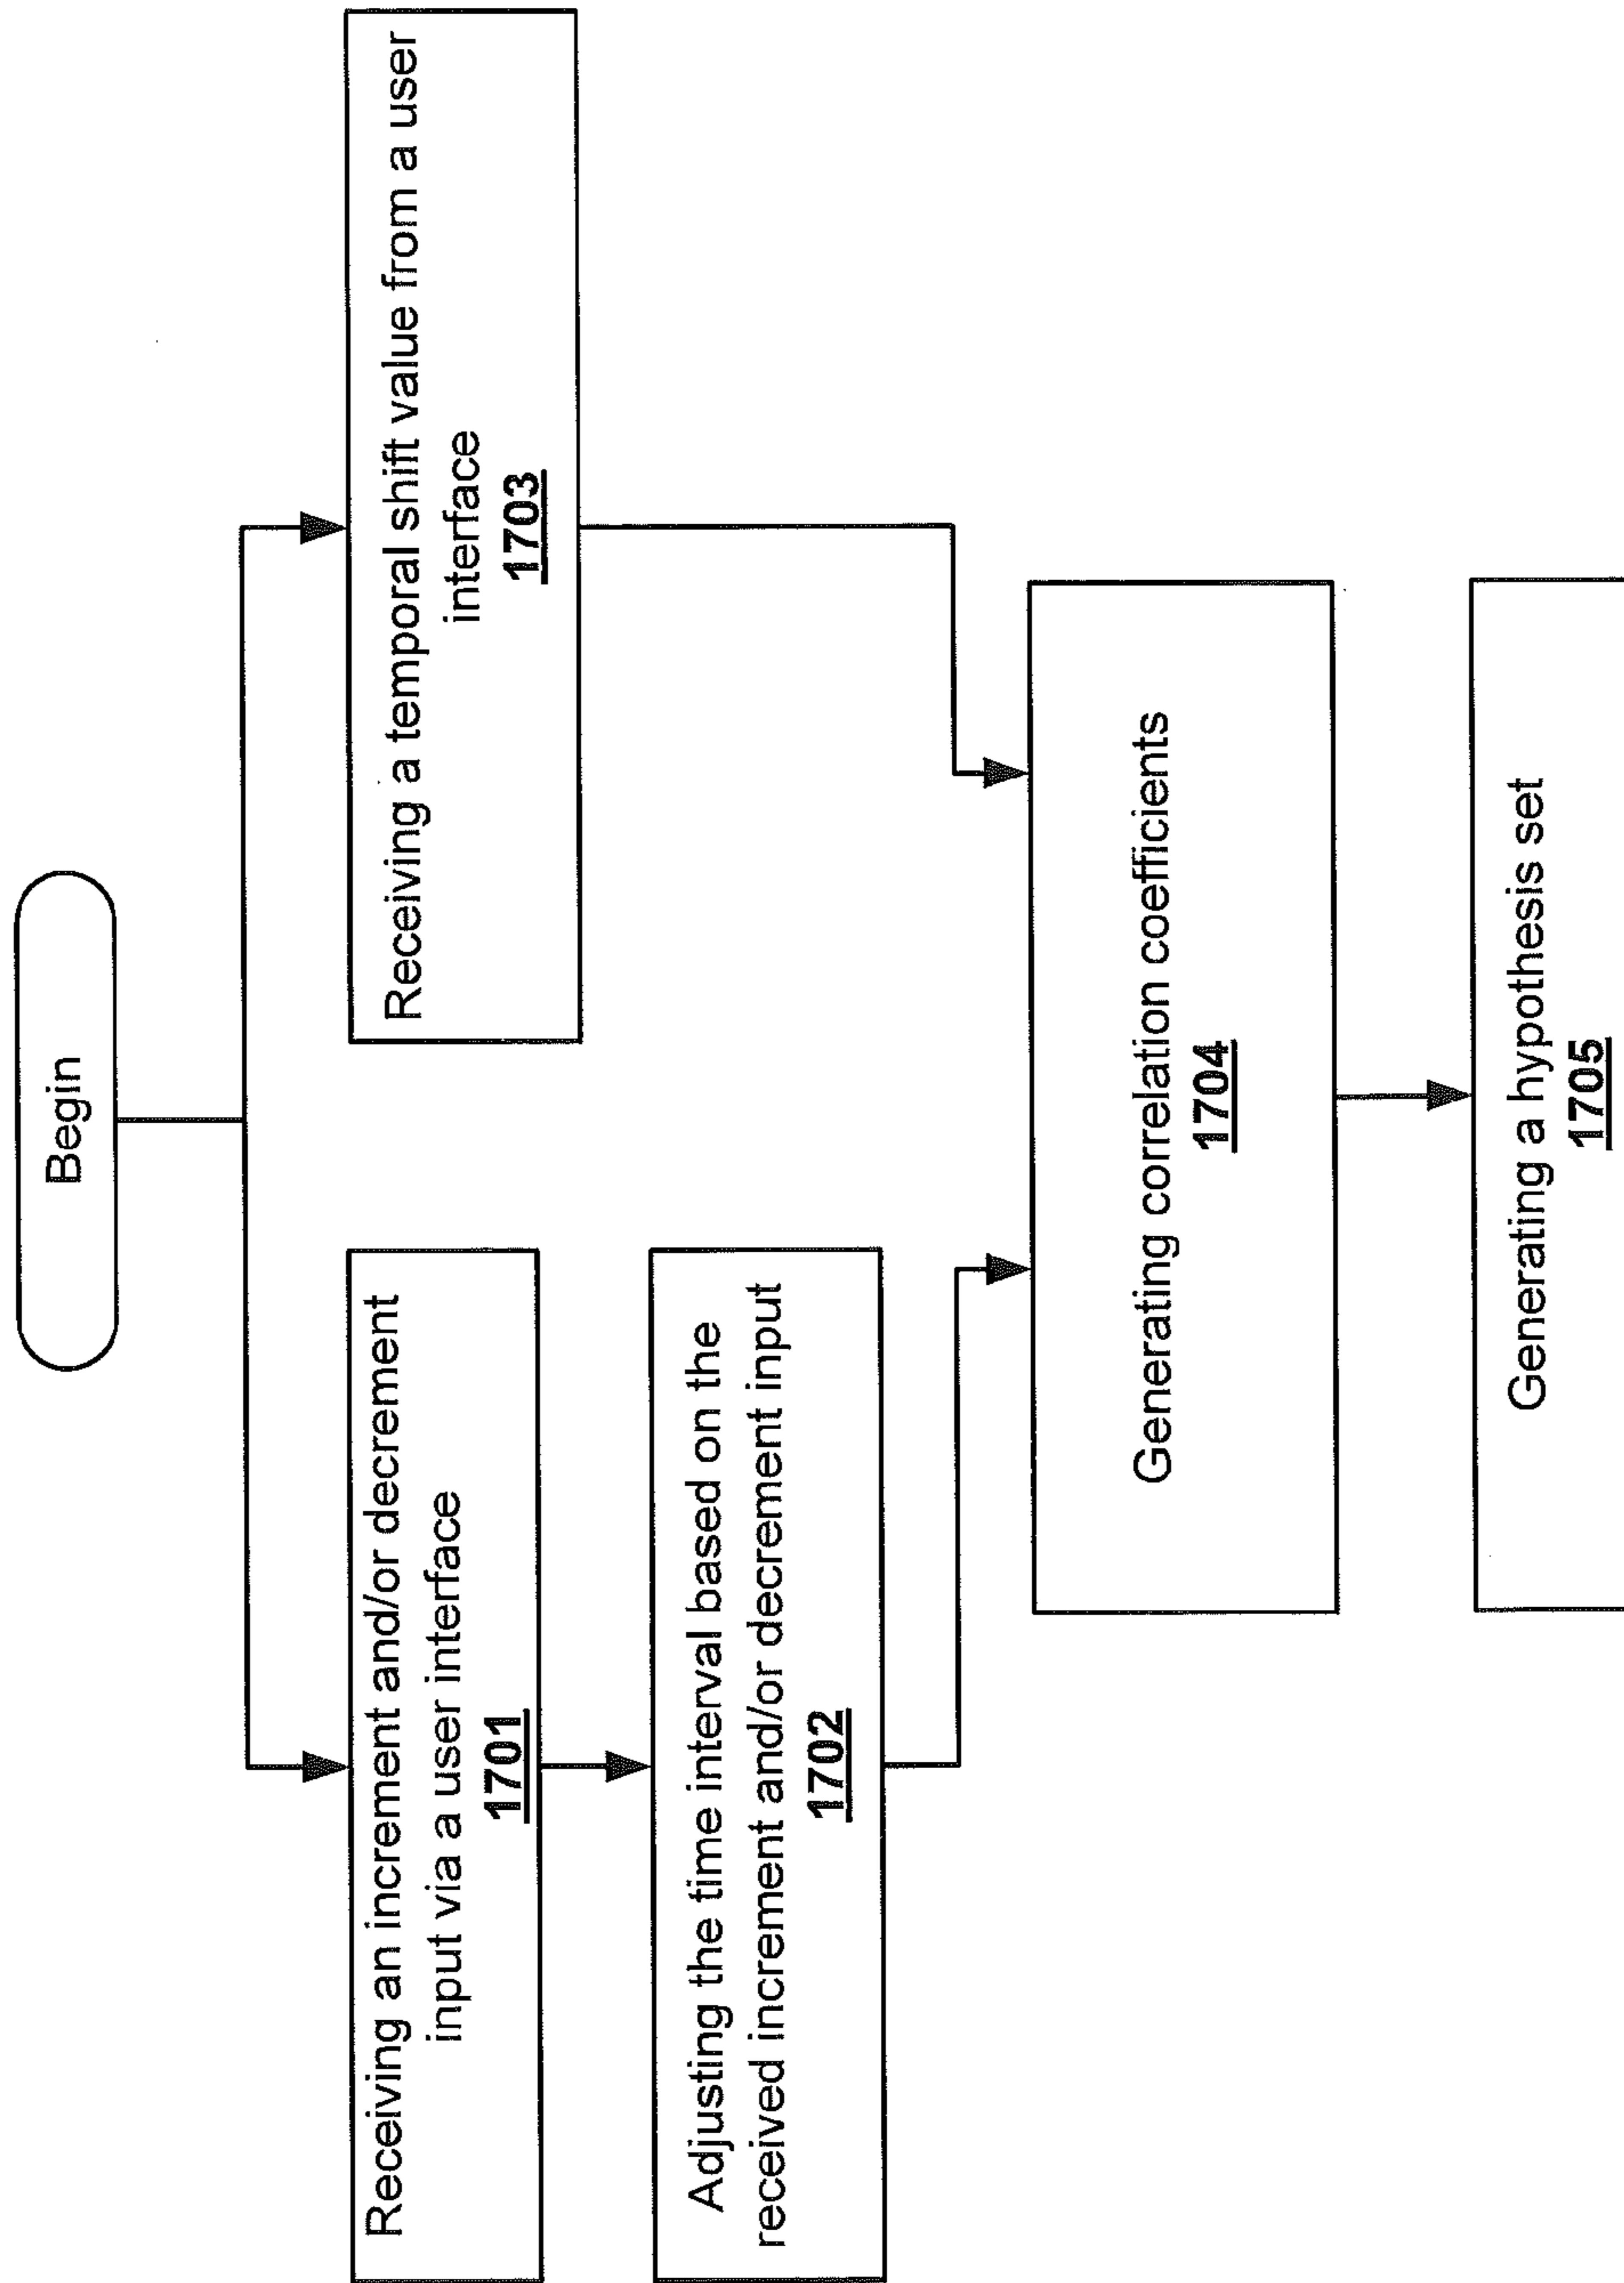 Begin
Receiving an increment and/or decrement
input via a user interface
1701
Adjusting the time interval based on the
received increment and/or decrement input
1702
Receiving a temporal shift value from a user
interface
1703
Generating correlation coefficients
1704
Generating a hypothesis set
1705